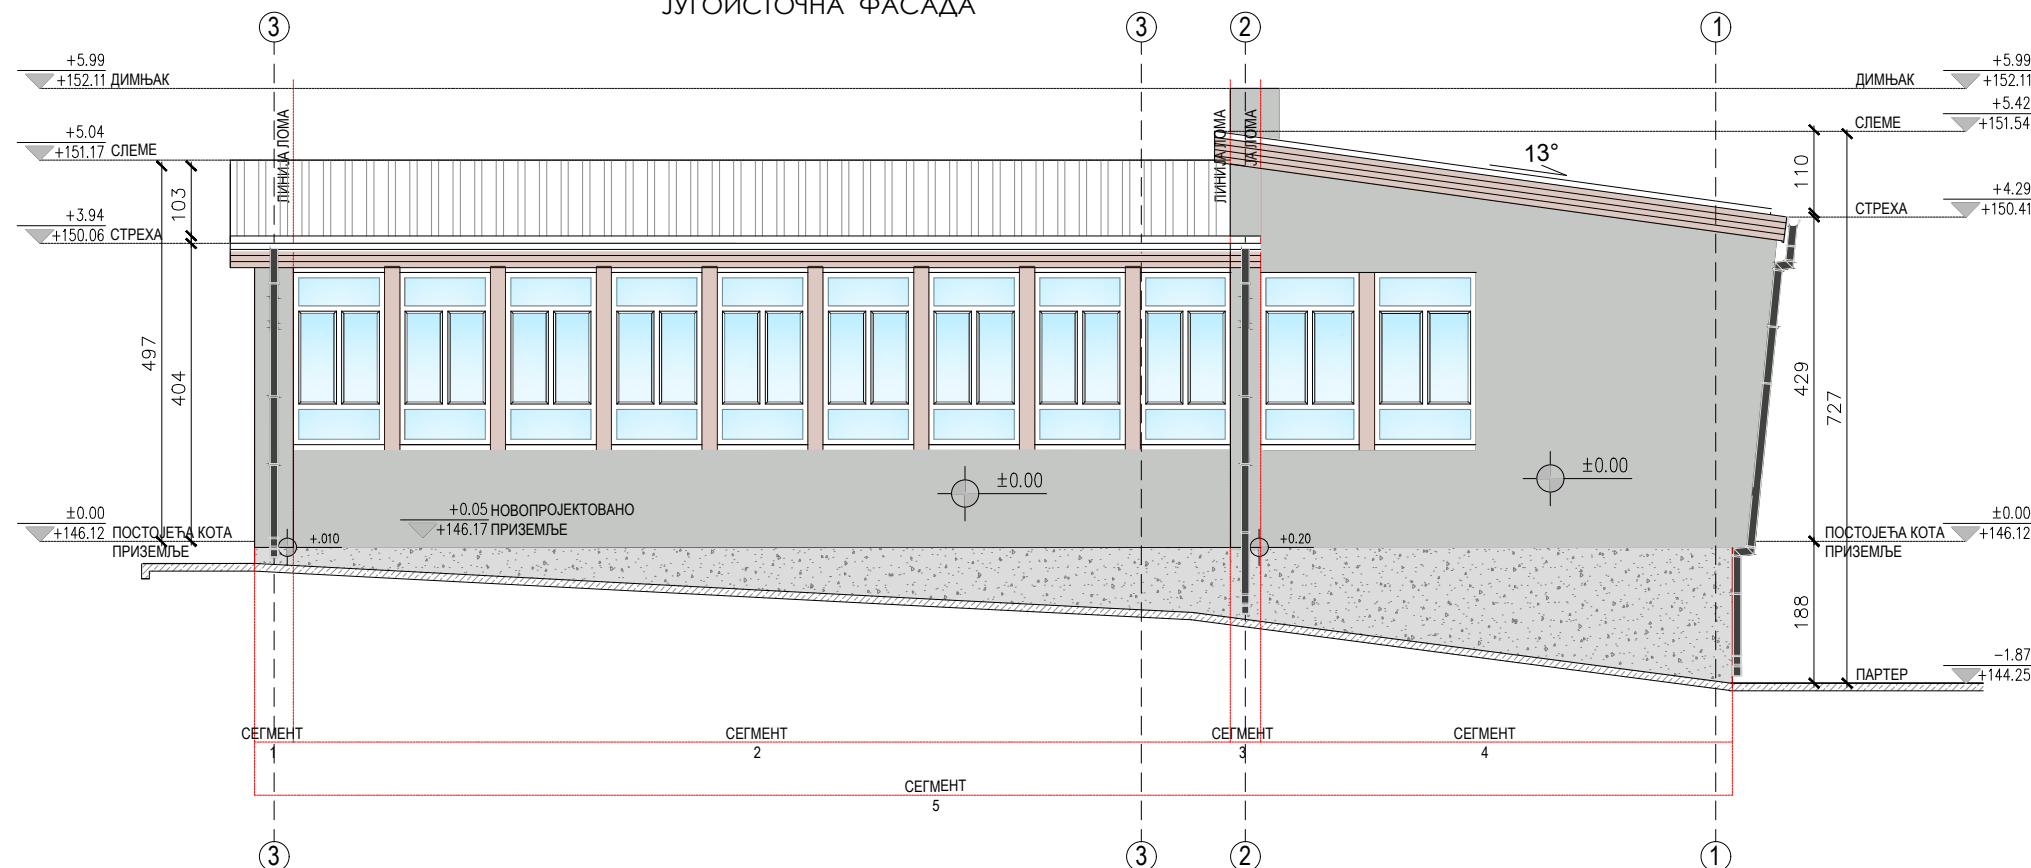 ЈУГОИСТОЧНА ФАСАДА
3
3
2
1
+5.99
+152.11 ДИМЊАК
+5.04
+151.17 СЛЕМЕ
+3.94
+150.06 СТРЕХА
±0.00
+146.12 ПОСТОЈЕЋА КОТА
ПРИЗЕМЉЕ
103
497
404
ЛИНИЈА ЛОМА
ЛИНИЈА ЛОМА
ЈА ЛОМА
13°
+5.99
ДИМЊАК +152.11
+5.42
СЛЕМЕ +151.54
+4.29
СТРЕХА +150.41
±0.00
ПОСТОЈЕЋА КОТА +146.12
ПРИЗЕМЉЕ
-1.87
ПАРТЕР +144.25
110
429
727
188
±0.00
±0.00
+0.05 НОВОПРОЈЕКТОВАНО
+146.17 ПРИЗЕМЉЕ
+.010
+0.20
СЕГМЕНТ
1
СЕГМЕНТ
2
СЕГМЕНТ
3
СЕГМЕНТ
4
СЕГМЕНТ
5
3
3
2
1